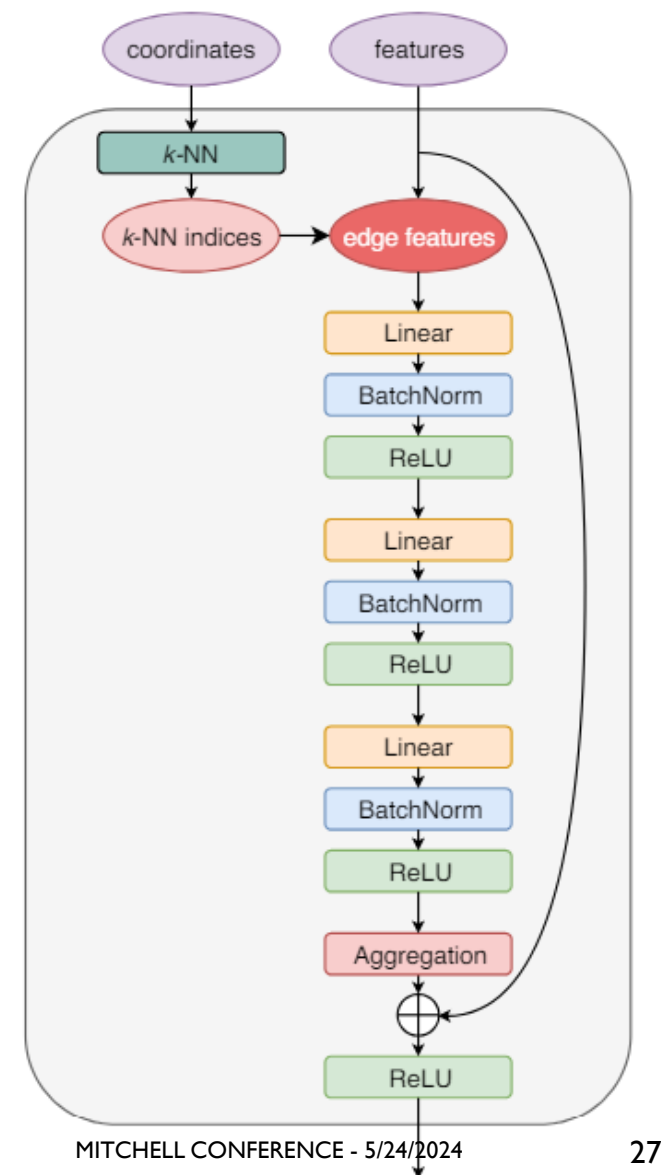 coordinates features
k-NN
k-NN indices edge features
Linear
BatchNorm
ReLU
Linear
BatchNorm
ReLU
Linear
BatchNorm
ReLU
Aggregation
ReLU
MITCHELL CONFERENCE - 5/24/2024 27